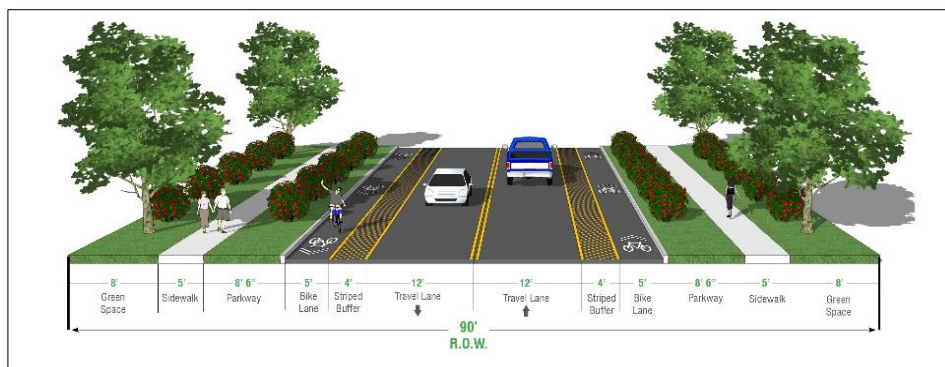 8' 5' 8' 6" 5' 4' 12' 12' 4' 5' 8' 6" 5' 8'
Green Space
Sidewalk
Parkway
Bike Lane
Striped Buffer
Travel Lane
Travel Lane
Striped Buffer
Bike Lane
Parkway
Sidewalk
Green Space
90'
R.O.W.